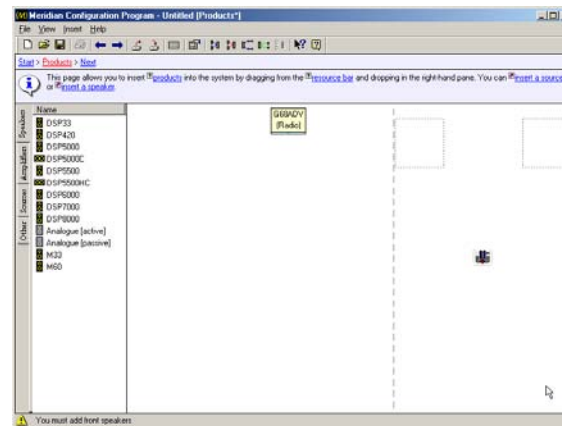 Meridian Configuration Program - Untitled [Products*]
File View Insert Help
Start > Products > Next
This page allows you to insert products into the system by dragging from the resource bar and dropping in the right-hand pane. You can insert a source
or insert a speaker.
Speakers
Amplifiers
Sources
Other
Name
DSP33
DSP420
DSP5000
DSP5000C
DSP5500
DSP5500HC
DSP6000
DSP7000
DSP8000
Analogue [active]
Analogue [passive]
M33
M60
G68ADV
(Radio)
You must add front speakers